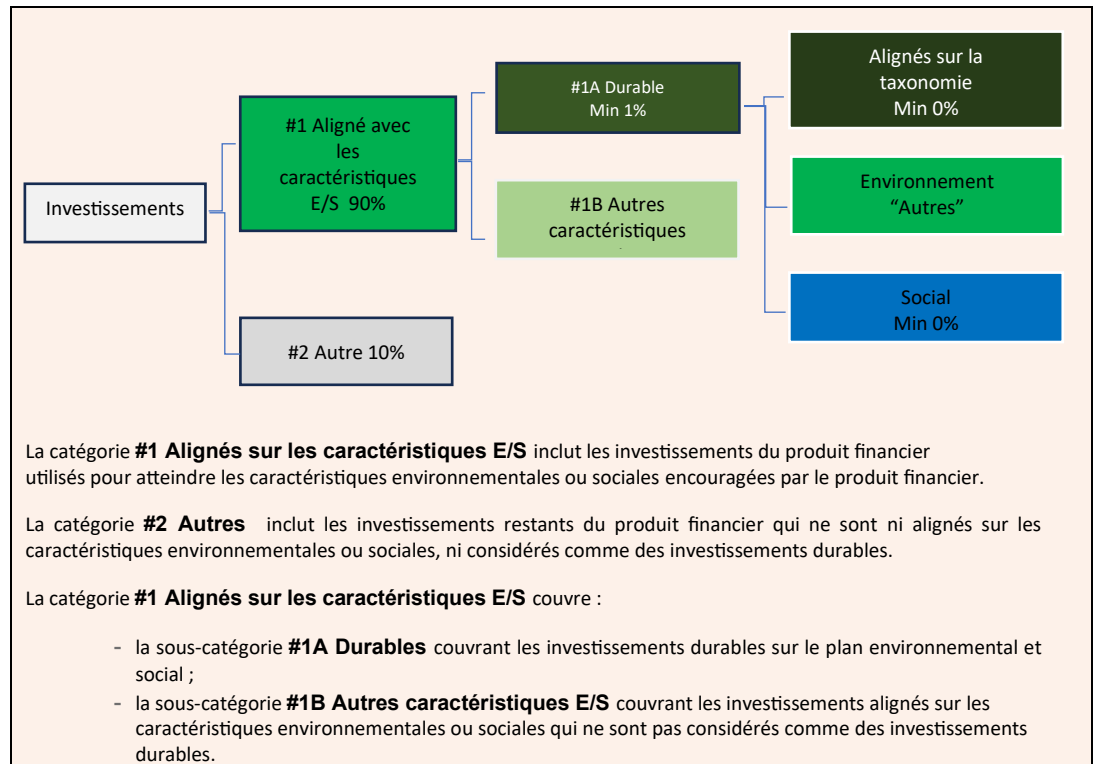 Investissements
#1 Aligné avec
les
caractéristiques
E/S 90%
#2 Autre 10%
#1A Durable
Min 1%
#1B Autres
caractéristiques
Alignés sur la
taxonomie
Min 0%
Environnement
“Autres”
Social
Min 0%
La catégorie #1 Alignés sur les caractéristiques E/S inclut les investissements du produit financier
utilisés pour atteindre les caractéristiques environnementales ou sociales encouragées par le produit financier.
La catégorie #2 Autres inclut les investissements restants du produit financier qui ne sont ni alignés sur les
caractéristiques environnementales ou sociales, ni considérés comme des investissements durables.
La catégorie #1 Alignés sur les caractéristiques E/S couvre :
- la sous-catégorie #1A Durables couvrant les investissements durables sur le plan environnemental et
social ;
- la sous-catégorie #1B Autres caractéristiques E/S couvrant les investissements alignés sur les
caractéristiques environnementales ou sociales qui ne sont pas considérés comme des investissements
durables.